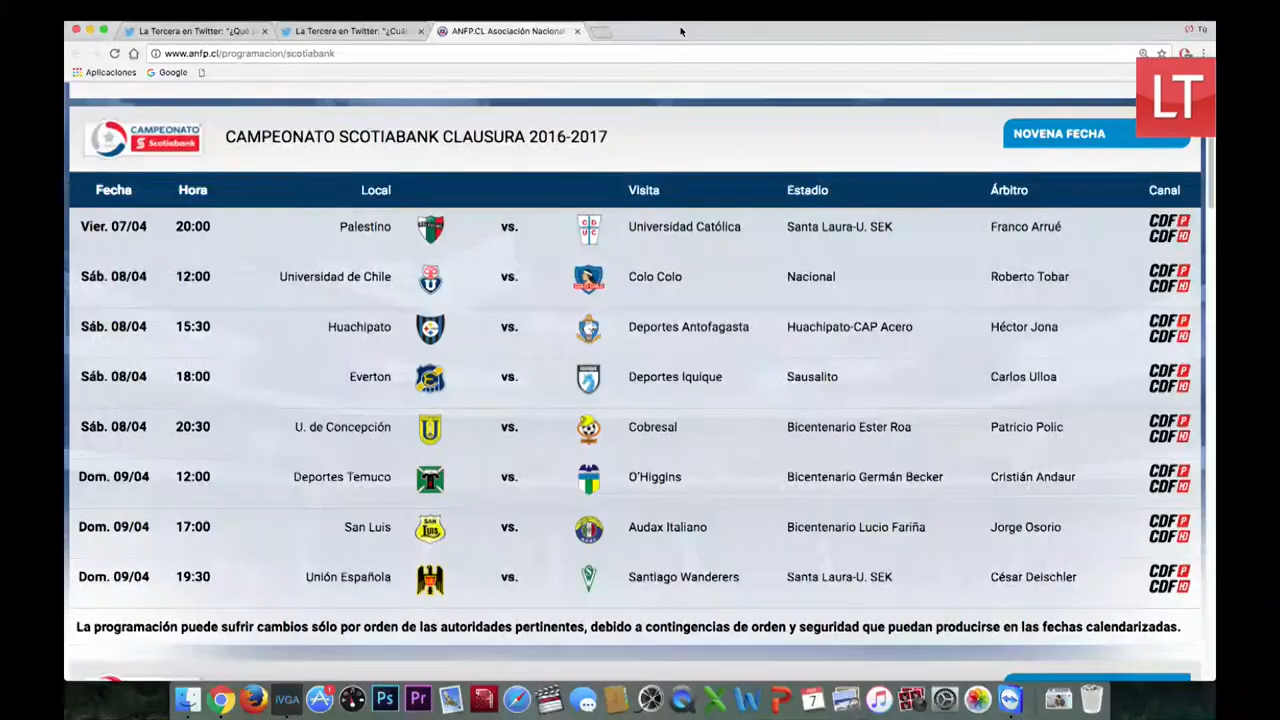 La Tercera en Twitter: "¿Qué
La Tercera en Twitter: "¿Cuál
ANFP.CL Asociación Nacional
Tú
www.anfp.cl/programacion/scotiabank
Aplicaciones Google
LT
CAMPEONATO
Scotiabank
CAMPEONATO SCOTIABANK CLAUSURA 2016-2017
NOVENA FECHA
Fecha Hora Local Visita Estadio Árbitro Canal
Vier. 07/04 20:00 Palestino vs. Universidad Católica Santa Laura-U. SEK Franco Arrué CDF P CDF HD
Sáb. 08/04 12:00 Universidad de Chile vs. Colo Colo Nacional Roberto Tobar CDF P CDF HD
Sáb. 08/04 15:30 Huachipato vs. Deportes Antofagasta Huachipato-CAP Acero Héctor Jona CDF P CDF HD
Sáb. 08/04 18:00 Everton vs. Deportes Iquique Sausalito Carlos Ulloa CDF P CDF HD
Sáb. 08/04 20:30 U. de Concepción vs. Cobresal Bicentenario Ester Roa Patricio Polic CDF P CDF HD
Dom. 09/04 12:00 Deportes Temuco vs. O'Higgins Bicentenario Germán Becker Cristián Andaur CDF P CDF HD
Dom. 09/04 17:00 San Luis vs. Audax Italiano Bicentenario Lucio Fariña Jorge Osorio CDF P CDF HD
Dom. 09/04 19:30 Unión Española vs. Santiago Wanderers Santa Laura-U. SEK César Deischler CDF P CDF HD
La programación puede sufrir cambios sólo por orden de las autoridades pertinentes, debido a contingencias de orden y seguridad que puedan producirse en las fechas calendarizadas.
iVGA Ps Pr 7